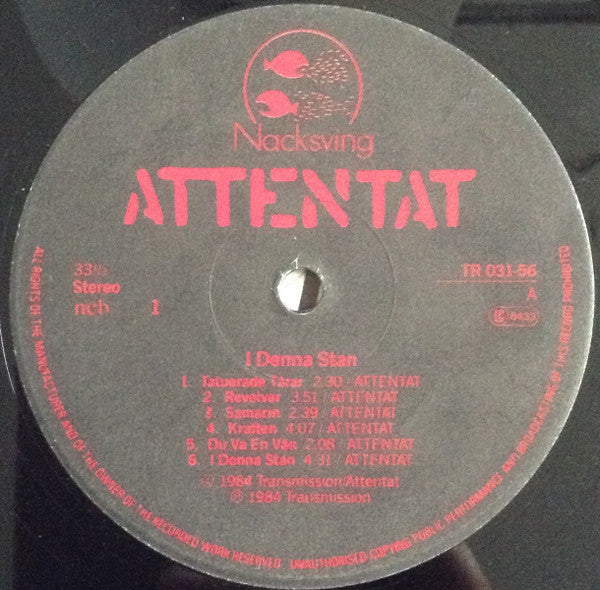 Nacksving
ATTENTAT
33⅓
Stereo
ncb 1
TR 031-56
A
LC 8433
I Denna Stan
1. Tatuerade Tårar 2.30 / ATTENTAT
2. Revolver 3.51 / ATTENTAT
3. Samarin 2.39 / ATTENTAT
4. Kratten 4.07 / ATTENTAT
5. Du Va En Vän 2.08 / ATTENTAT
6. I Denna Stan 4.31 / ATTENTAT
© 1984 Transmission/Attentat
℗ 1984 Transmission
ALL RIGHTS OF THE MANUFACTURER AND OF THE OWNER OF THE RECORDED WORK RESERVED. UNAUTHORISED COPYING PUBLIC PERFORMANCE AND BROADCASTING OF THIS RECORD PROHIBITED